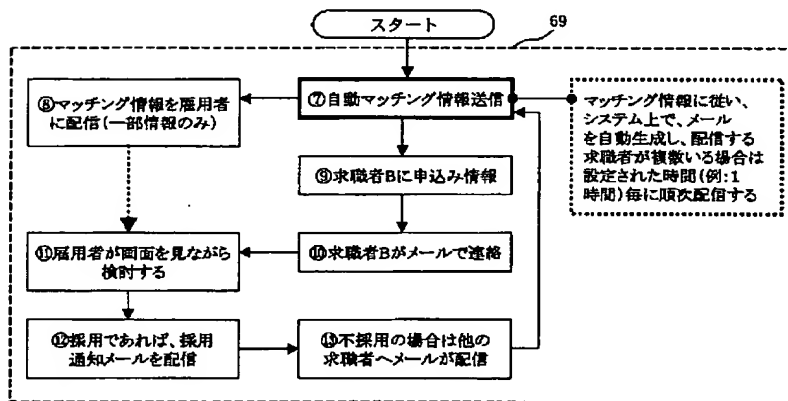 スタート
69
⑧マッチング情報を雇用者
に配信(一部情報のみ)
⑦自動マッチング情報送信
マッチング情報に従い、
システム上で、メール
を自動生成し、配信する
求職者が複数いる場合は
設定された時間(例:1
時間)毎に順次配信する
⑨求職者Bに申込み情報
⑪雇用者が画面を見ながら
検討する
⑩求職者Bがメールで連絡
⑫採用であれば、採用
通知メールを配信
⑬不採用の場合は他の
求職者へメールが配信